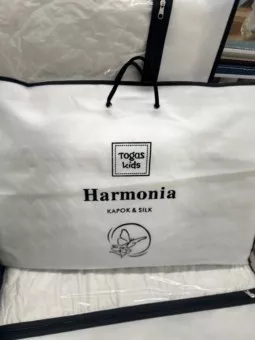 Togas
kids
Harmonia
KAPOK & SILK